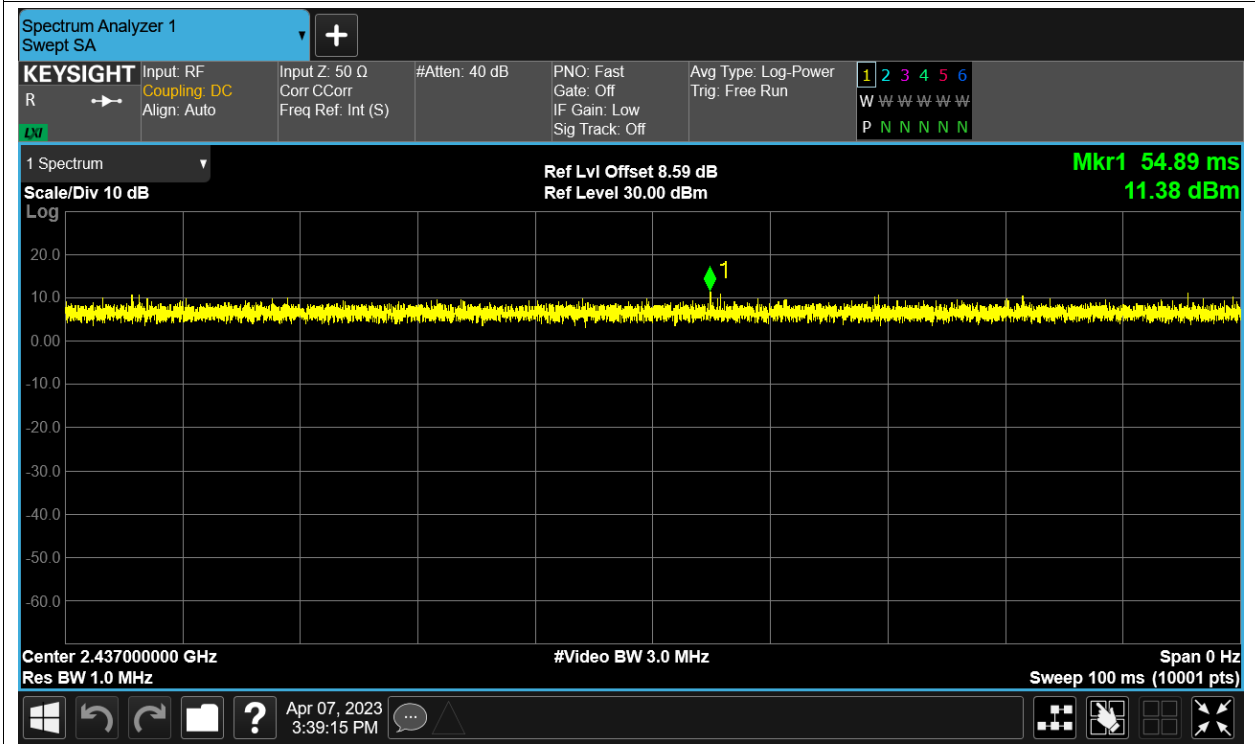 Spectrum Analyzer 1
Swept SA
KEYSIGHT Input: RF Input Z: 50 Ω #Atten: 40 dB PNO: Fast Avg Type: Log-Power 1 2 3 4 5 6
R Coupling: DC Corr CCorr Gate: Off Trig: Free Run W W W W W W
Align: Auto Freq Ref: Int (S) IF Gain: Low P N N N N N
LXI Sig Track: Off
1 Spectrum Ref Lvl Offset 8.59 dB Mkr1 54.89 ms
Scale/Div 10 dB Ref Level 30.00 dBm 11.38 dBm
Log
20.0
1
10.0
0.00
-10.0
-20.0
-30.0
-40.0
-50.0
-60.0
Center 2.437000000 GHz #Video BW 3.0 MHz Span 0 Hz
Res BW 1.0 MHz Sweep 100 ms (10001 pts)
? Apr 07, 2023
3:39:15 PM